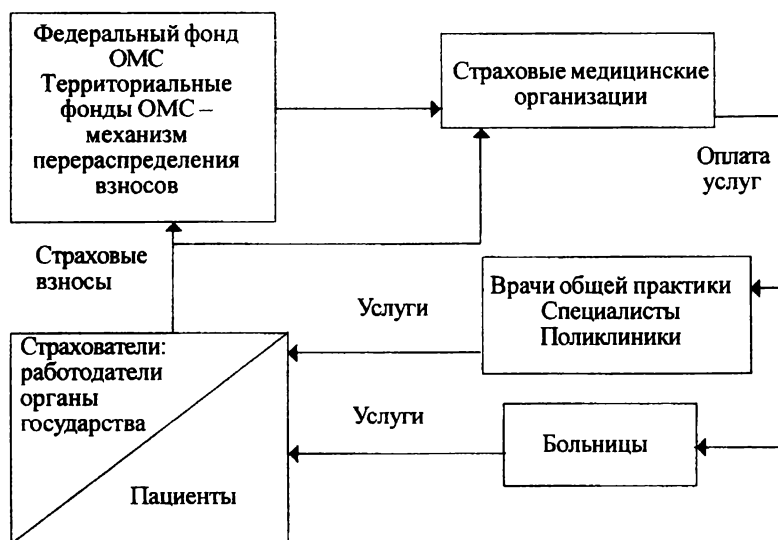 Федеральный фонд
ОМС
Территориальные
фонды ОМС –
механизм
перераспределения
взносов
Страховые медицинские
организации
Оплата
услуг
Страховые
взносы
Врачи общей практики
Специалисты
Поликлиники
Услуги
Страхователи:
работодатели
органы
государства
Услуги
Больницы
Пациенты